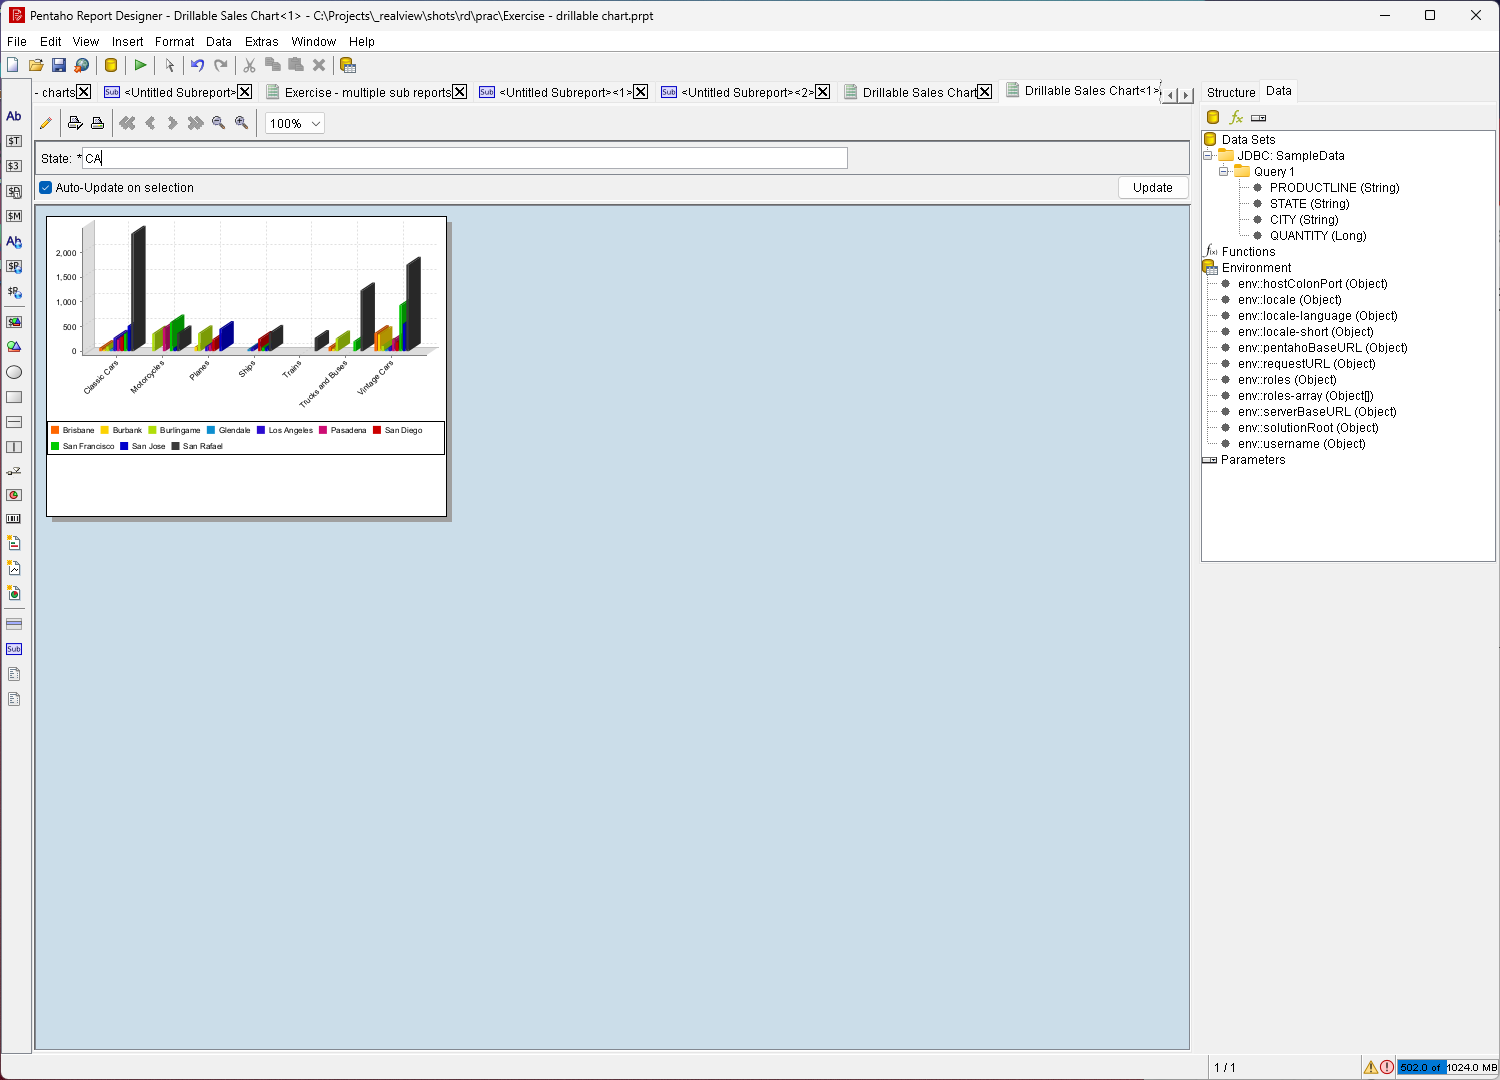 Pentaho Report Designer - Drillable Sales Chart<1> - C:\Projects\_realview\shots\rd\prac\Exercise - drillable chart.prpt
File Edit View Insert Format Data Extras Window Help
- charts <Untitled Subreport> Exercise - multiple sub reports <Untitled Subreport><1> <Untitled Subreport><2> Drillable Sales Chart Drillable Sales Chart<1>
100%
State: * CA
Auto-Update on selection Update
2,000
1,500
1,000
500
0
Classic Cars Motorcycles Planes Ships Trains Trucks and Buses Vintage Cars
Brisbane Burbank Burlingame Glendale Los Angeles Pasadena San Diego
San Francisco San Jose San Rafael
Structure Data
Data Sets
JDBC: SampleData
Query 1
PRODUCTLINE (String)
STATE (String)
CITY (String)
QUANTITY (Long)
Functions
Environment
env::hostColonPort (Object)
env::locale (Object)
env::locale-language (Object)
env::locale-short (Object)
env::pentahoBaseURL (Object)
env::requestURL (Object)
env::roles (Object)
env::roles-array (Object[])
env::serverBaseURL (Object)
env::solutionRoot (Object)
env::username (Object)
Parameters
1 / 1
502.0 of 1024.0 MB